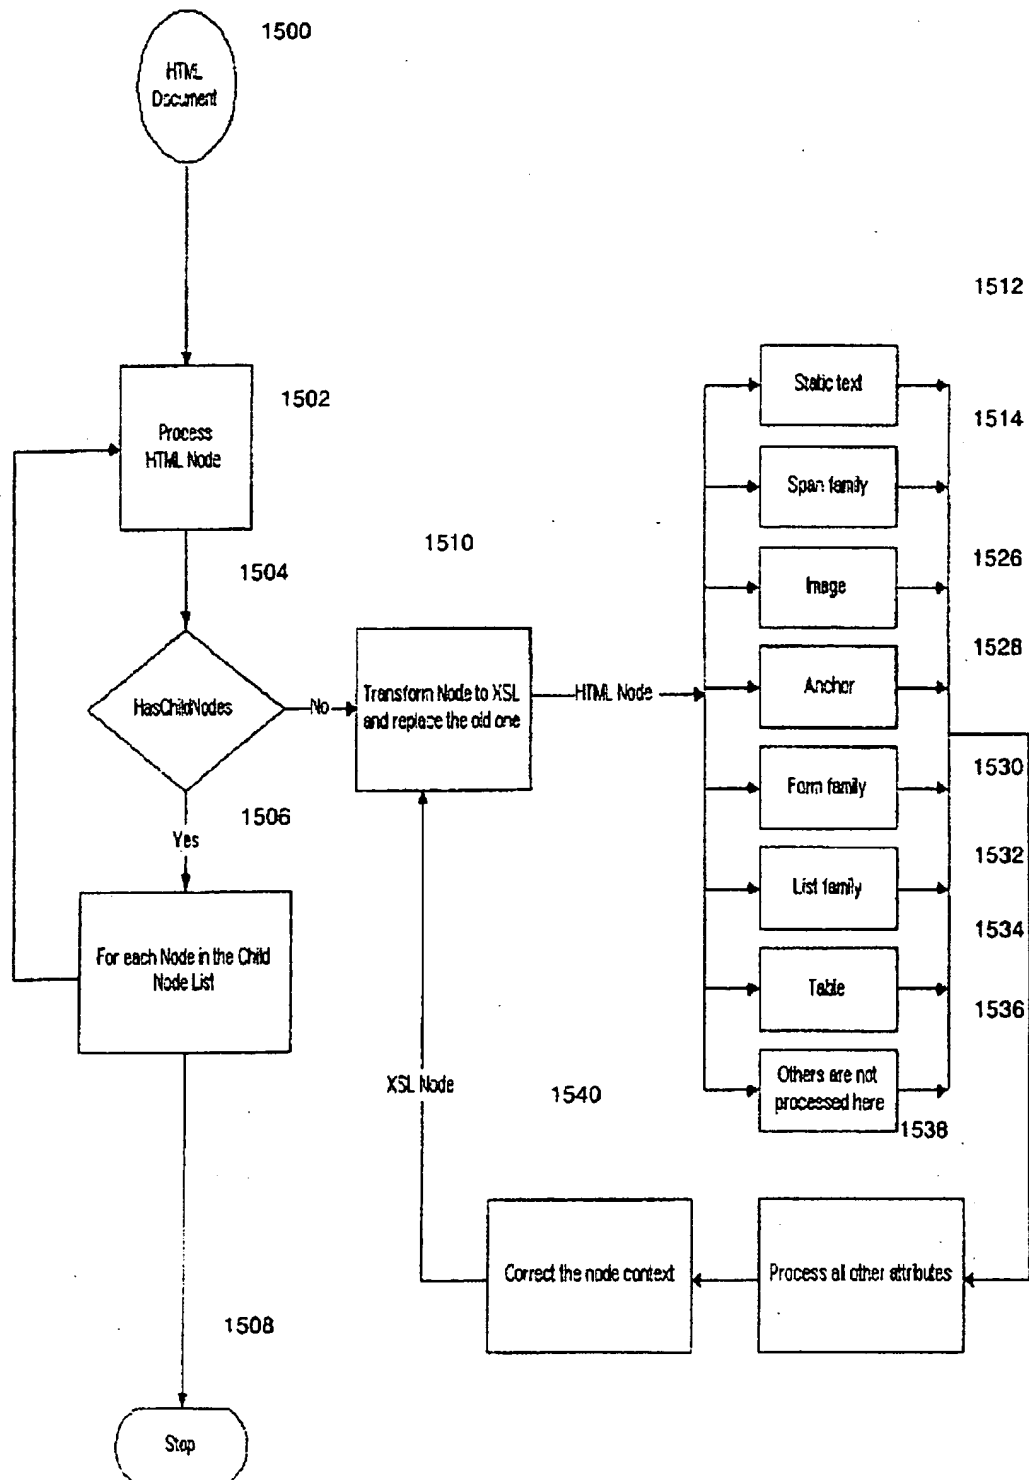 1500
HTML
Document
1512
1502
Static text
1514
Process
HTML Node
Span family
1510
1526
1504
Image
1528
HasChildNodes
No
Transform Node to XSL
and replace the old one
HTML Node
Anchor
1530
1506
Form family
Yes
1532
List family
1534
For each Node in the Child
Node List
Table
1536
XSL Node
1540
Others are not
processed here
1538
Correct the node context
Process all other attributes
1508
Stop